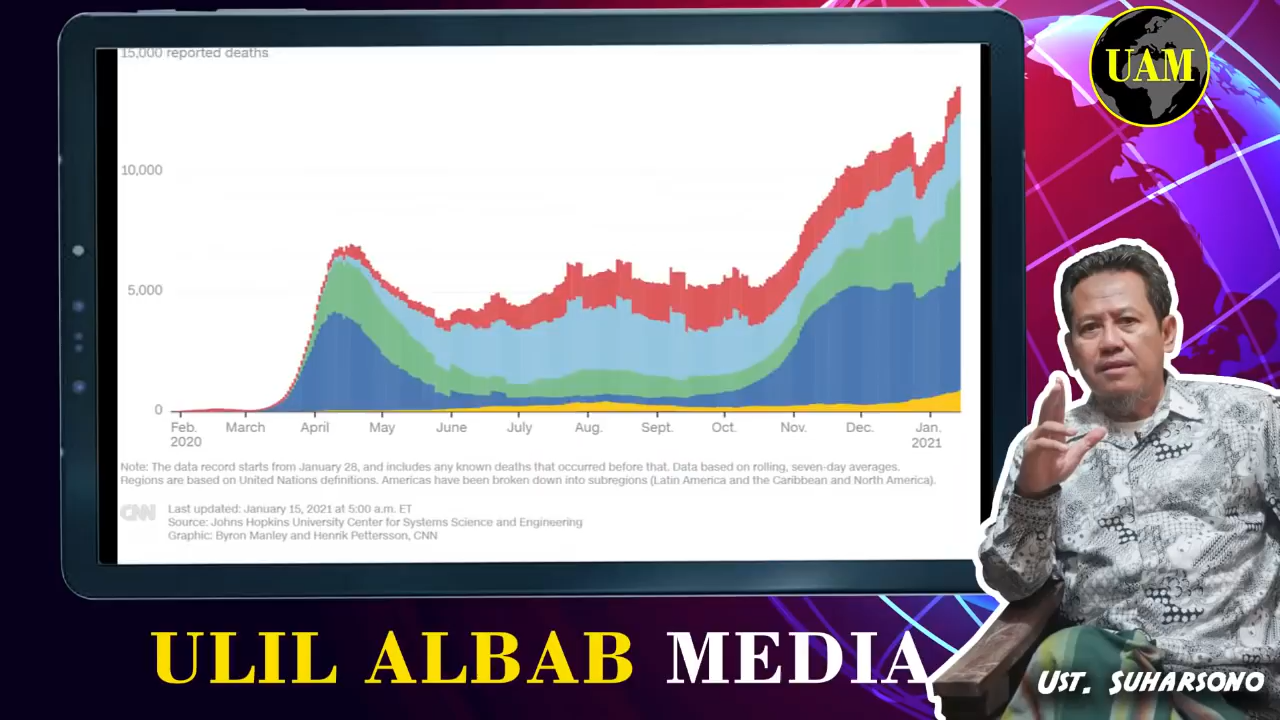 15,000 reported deaths
UAM
10,000
5,000
0
Feb. March April May June July Aug. Sept. Oct. Nov. Dec. Jan.
2020 2021
Note: The data record starts from January 28, and includes any known deaths that occurred before that. Data based on rolling, seven-day averages.
Regions are based on United Nations definitions. Americas have been broken down into subregions (Latin America and the Caribbean and North America).
CNN
Last updated: January 15, 2021 at 5:00 a.m. ET
Source: Johns Hopkins University Center for Systems Science and Engineering
Graphic: Byron Manley and Henrik Pettersson, CNN
ULIL ALBAB MEDIA
UST. SUHARSONO